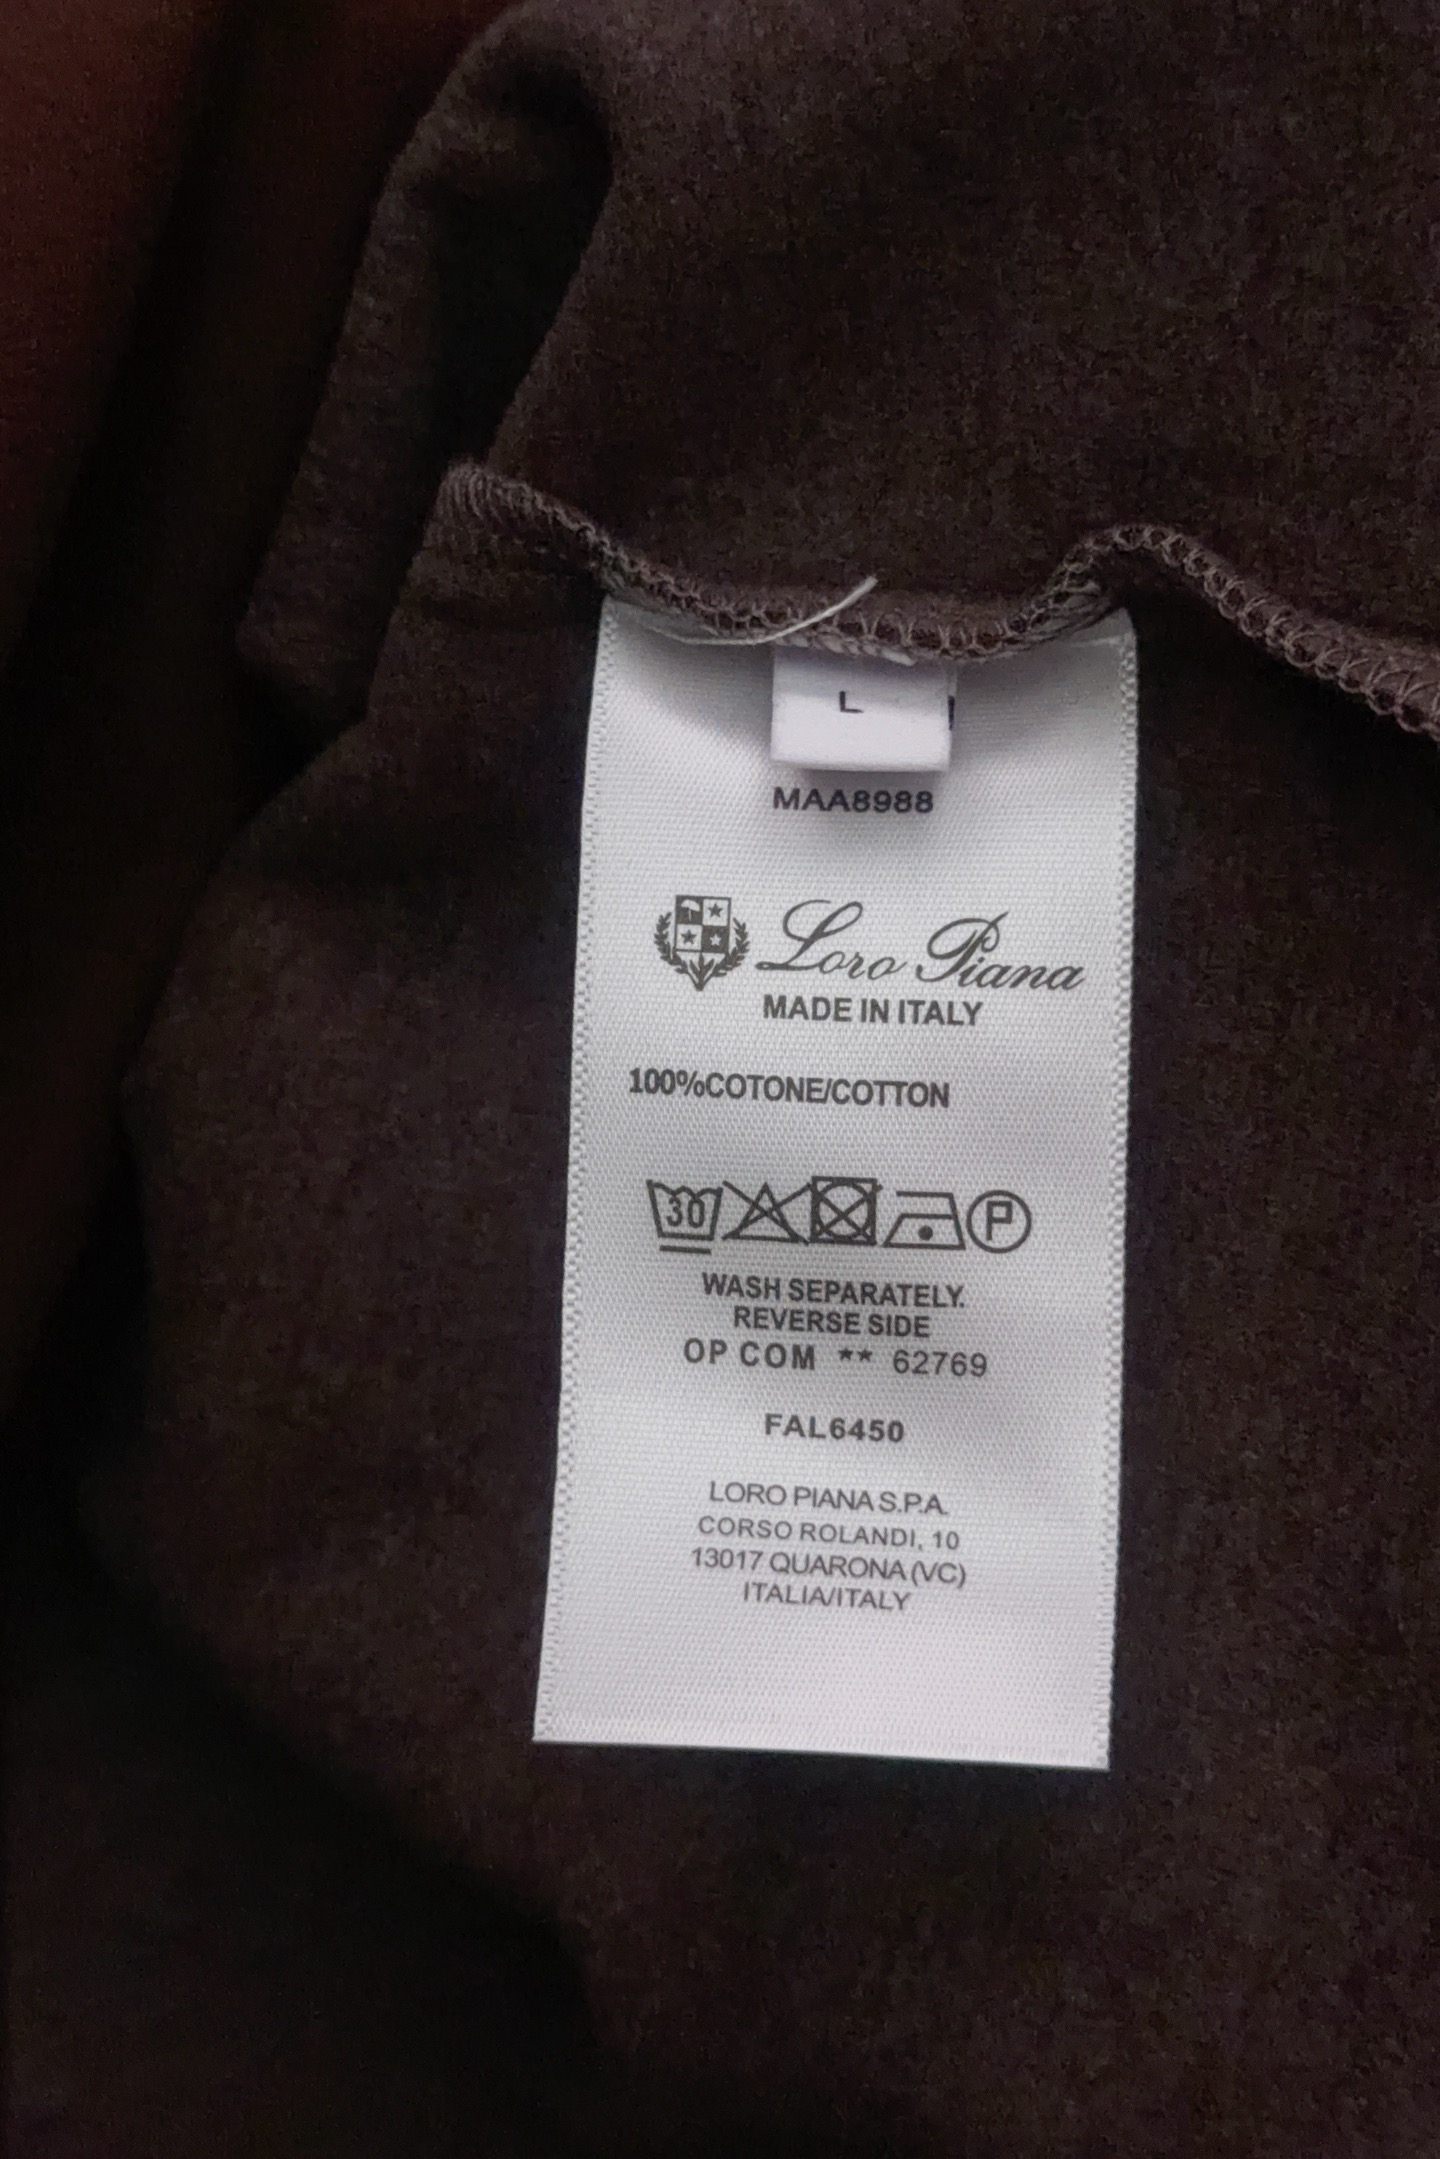 L
MAA8988
Loro Piana
MADE IN ITALY
100%COTONE/COTTON
30
P
WASH SEPARATELY.
REVERSE SIDE
OP COM ** 62769
FAL6450
LORO PIANA S.P.A.
CORSO ROLANDI, 10
13017 QUARONA (VC)
ITALIA/ITALY